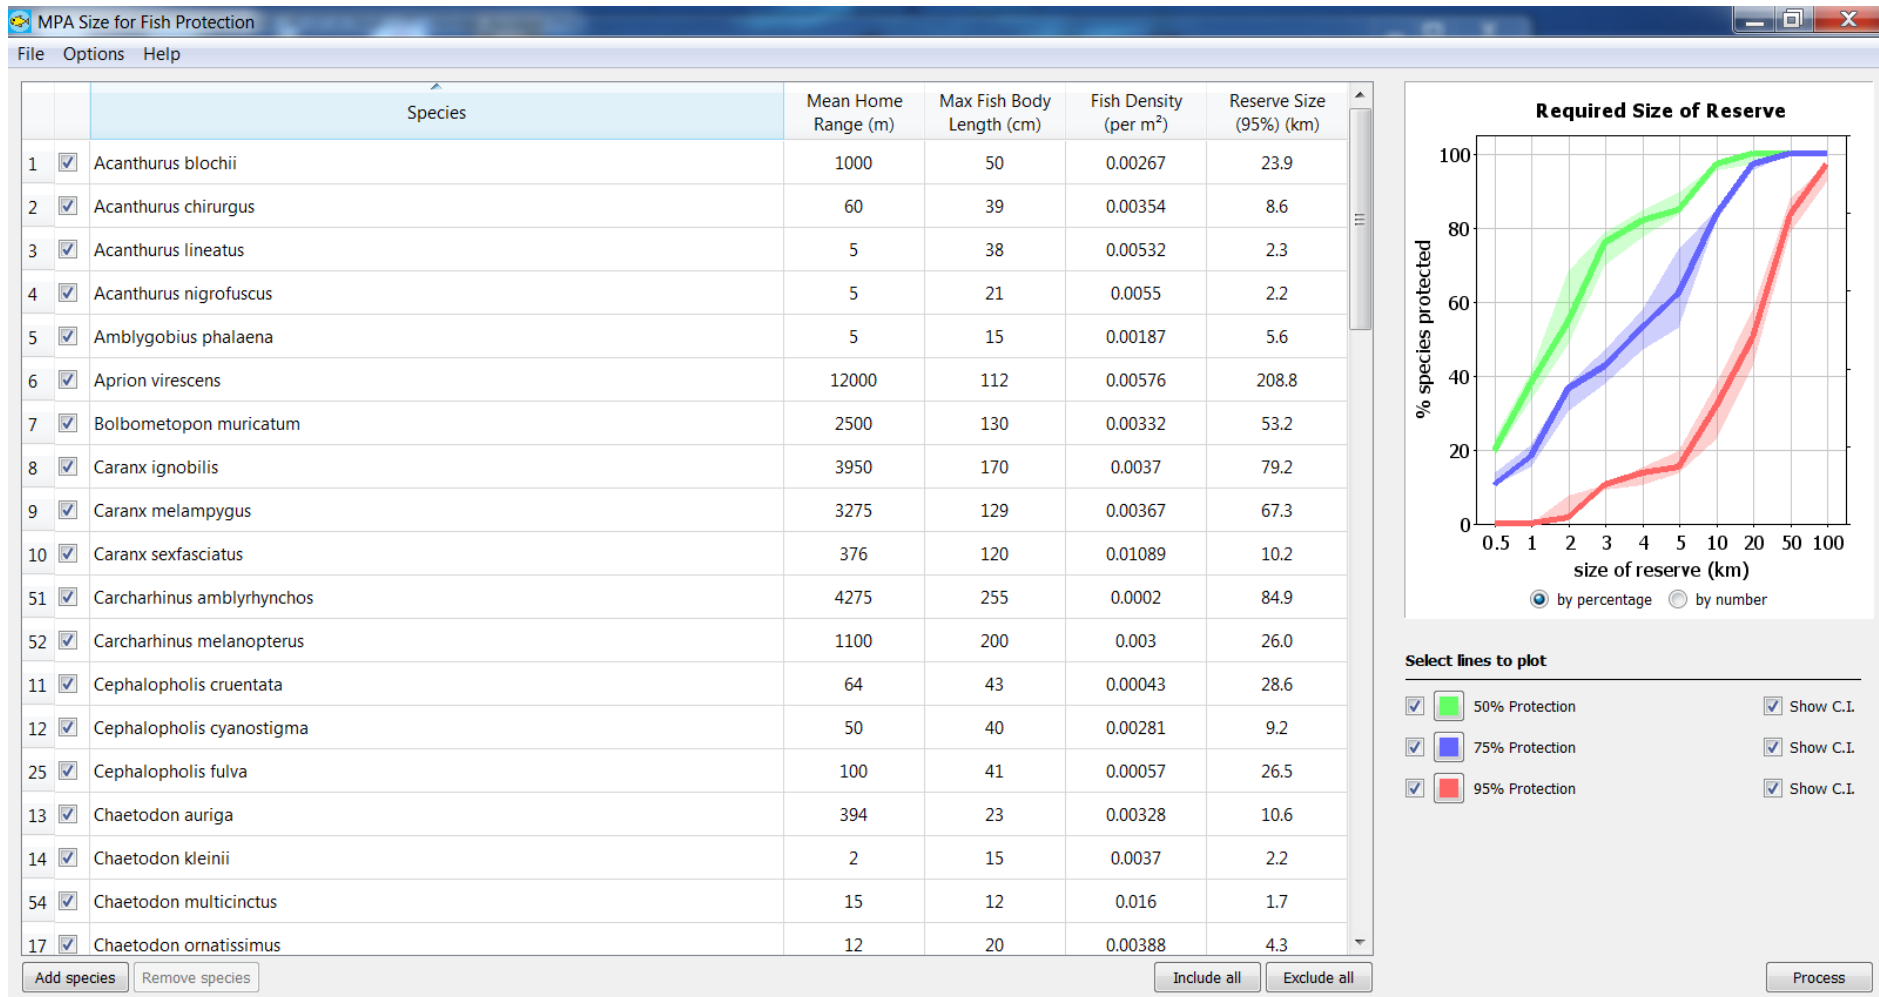 MPA Size for Fish Protection
File Options Help
Species Mean Home Range (m) Max Fish Body Length (cm) Fish Density (per m²) Reserve Size (95%) (km)
1 Acanthurus blochii 1000 50 0.00267 23.9
2 Acanthurus chirurgus 60 39 0.00354 8.6
3 Acanthurus lineatus 5 38 0.00532 2.3
4 Acanthurus nigrofuscus 5 21 0.0055 2.2
5 Amblygobius phalaena 5 15 0.00187 5.6
6 Aprion virescens 12000 112 0.00576 208.8
7 Bolbometopon muricatum 2500 130 0.00332 53.2
8 Caranx ignobilis 3950 170 0.0037 79.2
9 Caranx melampygus 3275 129 0.00367 67.3
10 Caranx sexfasciatus 376 120 0.01089 10.2
51 Carcharhinus amblyrhynchos 4275 255 0.0002 84.9
52 Carcharhinus melanopterus 1100 200 0.003 26.0
11 Cephalopholis cruentata 64 43 0.00043 28.6
12 Cephalopholis cyanostigma 50 40 0.00281 9.2
25 Cephalopholis fulva 100 41 0.00057 26.5
13 Chaetodon auriga 394 23 0.00328 10.6
14 Chaetodon kleinii 2 15 0.0037 2.2
54 Chaetodon multicinctus 15 12 0.016 1.7
17 Chaetodon ornatissimus 12 20 0.00388 4.3
Add species Remove species Include all Exclude all
Required Size of Reserve
% species protected
100
80
60
40
20
0
0.5 1 2 3 4 5 10 20 50 100
size of reserve (km)
by percentage by number
Select lines to plot
50% Protection Show C.I.
75% Protection Show C.I.
95% Protection Show C.I.
Process